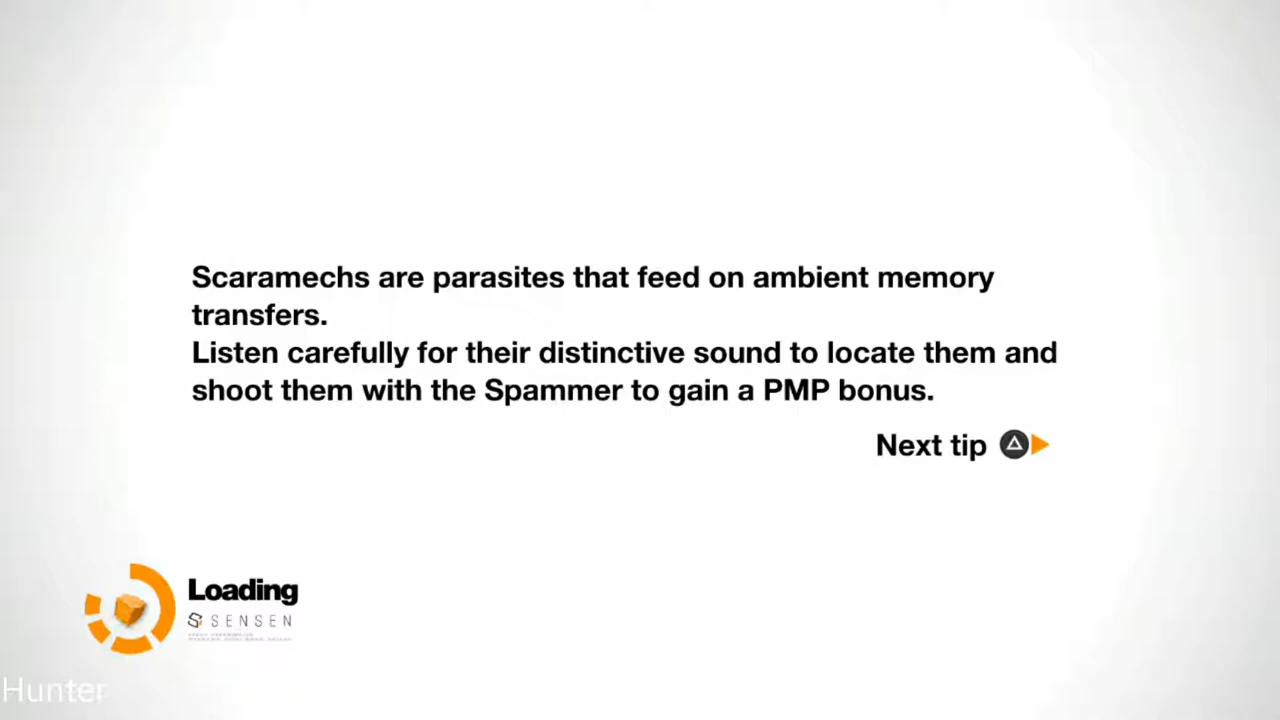 Scaramechs are parasites that feed on ambient memory
transfers.
Listen carefully for their distinctive sound to locate them and
shoot them with the Spammer to gain a PMP bonus.
Next tip
Loading
SENSEN
Hunter